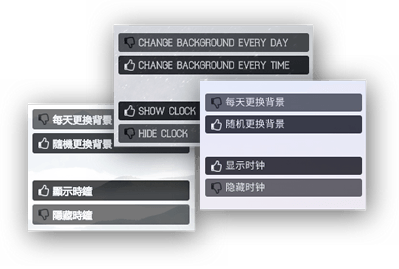 CHANGE BACKGROUND EVERY DAY
CHANGE BACKGROUND EVERY TIME
SHOW CLOCK
HIDE CLOCK
每天更換背景
隨機更換背景
顯示時鐘
隱藏時鐘
每天更换背景
随机更换背景
显示时钟
隐藏时钟